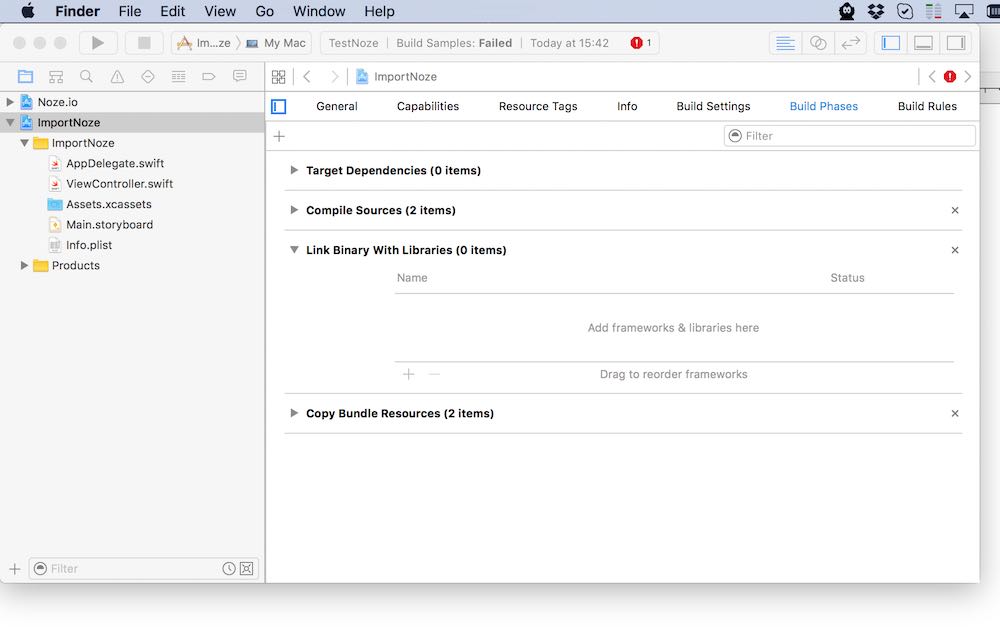 Finder File Edit View Go Window Help
Im...ze My Mac TestNoze Build Samples: Failed Today at 15:42 1
ImportNoze
Noze.io
ImportNoze
ImportNoze
AppDelegate.swift
ViewController.swift
Assets.xcassets
Main.storyboard
Info.plist
Products
Filter
General Capabilities Resource Tags Info Build Settings Build Phases Build Rules
Filter
Target Dependencies (0 items)
Compile Sources (2 items)
Link Binary With Libraries (0 items)
Name Status
Add frameworks & libraries here
Drag to reorder frameworks
Copy Bundle Resources (2 items)